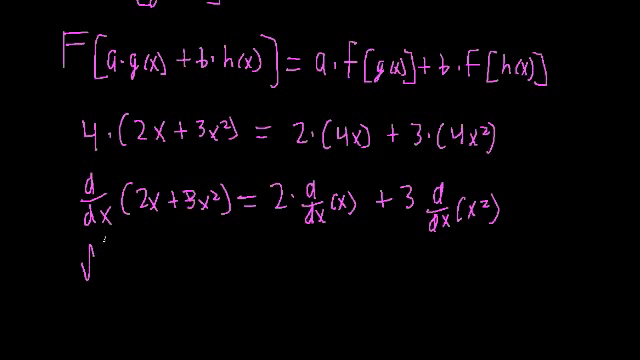 F[a·g(x) + b·h(x)] = a·F[g(x)] + b·F[h(x)]
4·(2x + 3x²) = 2·(4x) + 3·(4x²)
d/dx (2x + 3x²) = 2·d/dx (x) + 3 d/dx (x²)
√